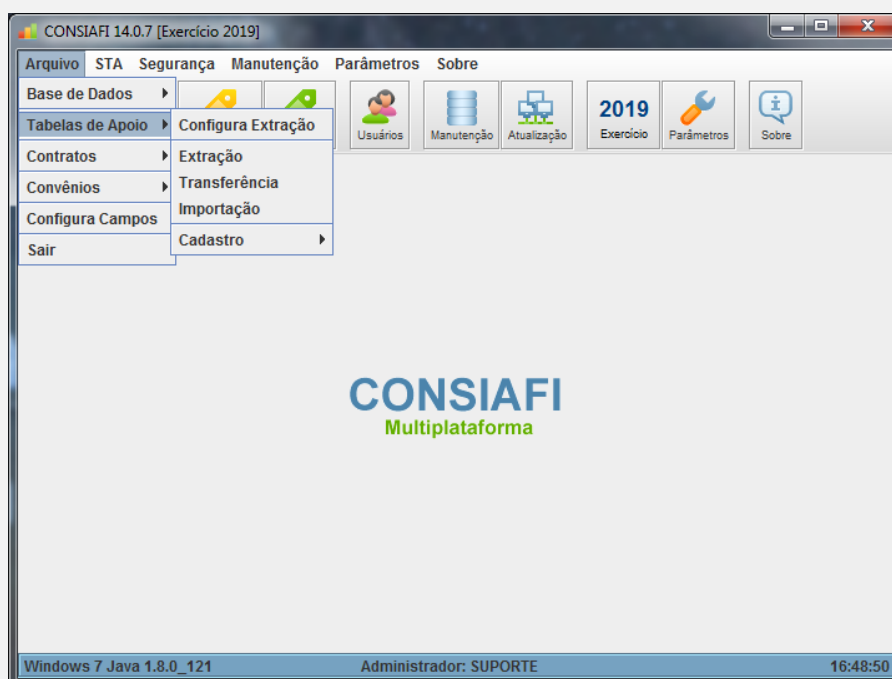 CONSIAFI 14.0.7 [Exercício 2019]
Arquivo STA Segurança Manutenção Parâmetros Sobre
Base de Dados
Tabelas de Apoio
Contratos
Convênios
Configura Campos
Sair
Configura Extração
Extração
Transferência
Importação
Cadastro
Usuários
Manutenção
Atualização
2019
Exercício
Parâmetros
Sobre
CONSIAFI
Multiplataforma
Windows 7 Java 1.8.0_121 Administrador: SUPORTE 16:48:50